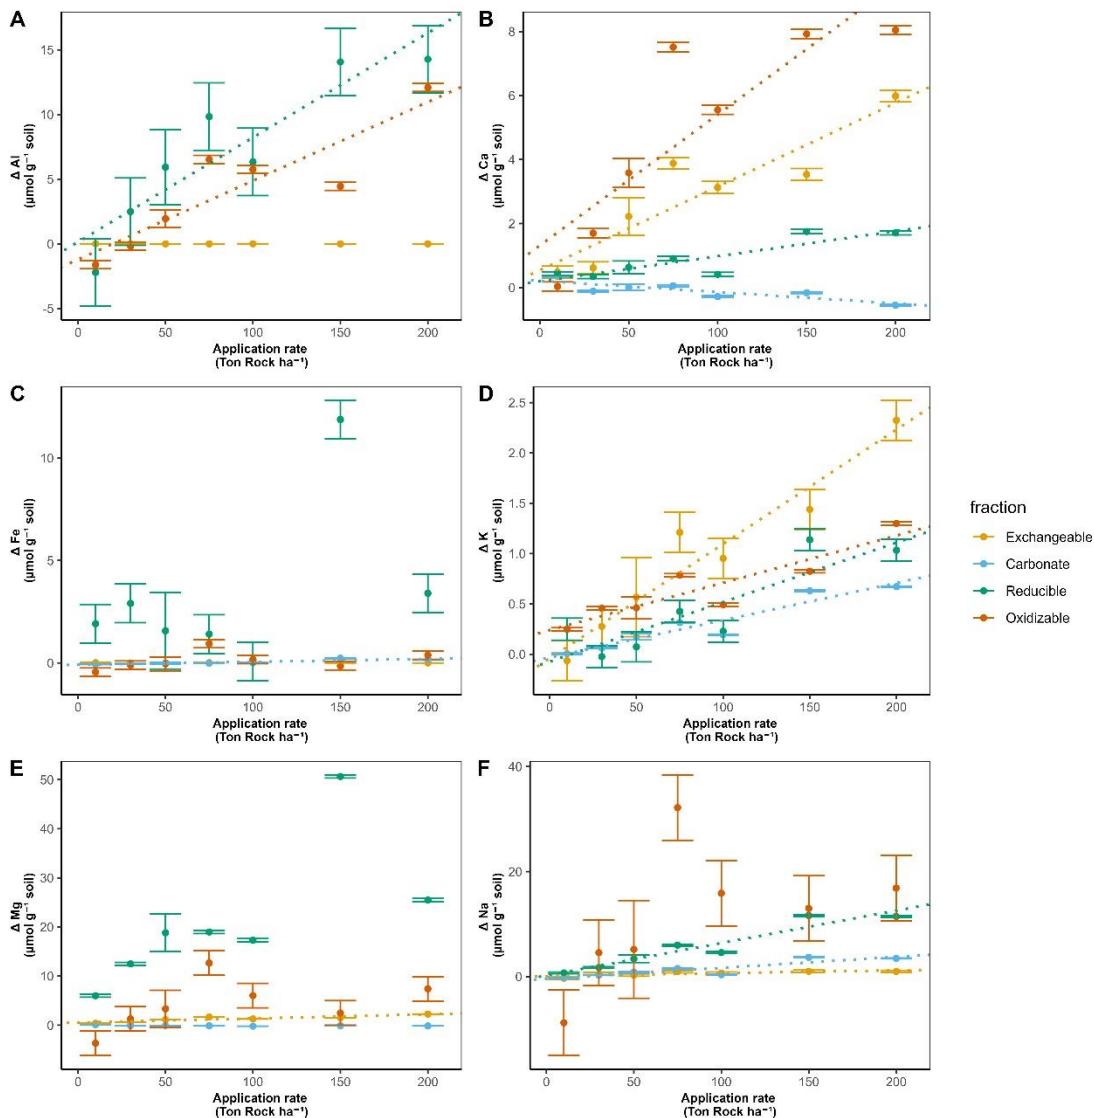 A
Δ Al
(μmol g⁻¹ soil)
15
10
5
0
-5
0 50 100 150 200
Application rate
(Ton Rock ha⁻¹)
B
Δ Ca
(μmol g⁻¹ soil)
8
6
4
2
0
0 50 100 150 200
Application rate
(Ton Rock ha⁻¹)
C
Δ Fe
(μmol g⁻¹ soil)
10
5
0
0 50 100 150 200
Application rate
(Ton Rock ha⁻¹)
D
Δ K
(μmol g⁻¹ soil)
2.5
2.0
1.5
1.0
0.5
0.0
0 50 100 150 200
Application rate
(Ton Rock ha⁻¹)
fraction
Exchangeable
Carbonate
Reducible
Oxidizable
E
Δ Mg
(μmol g⁻¹ soil)
50
40
30
20
10
0
0 50 100 150 200
Application rate
(Ton Rock ha⁻¹)
F
Δ Na
(μmol g⁻¹ soil)
40
20
0
0 50 100 150 200
Application rate
(Ton Rock ha⁻¹)